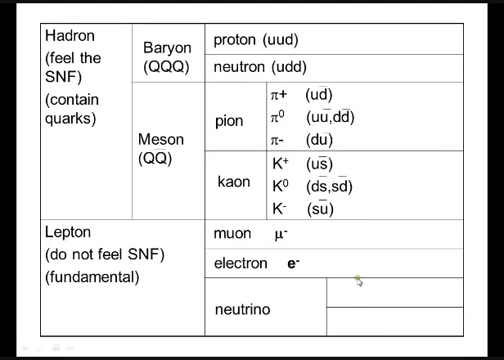 Hadron
(feel the
SNF)
(contain
quarks)
Baryon
(QQQ)
proton (uud)
neutron (udd)
Meson
(QQ̅)
pion
π+ (ud̅)
π⁰ (uu̅,dd̅)
π- (du̅)
kaon
K⁺ (us̅)
K⁰ (ds̅,sd̅)
K⁻ (su̅)
Lepton
(do not feel SNF)
(fundamental)
muon μ⁻
electron e⁻
neutrino